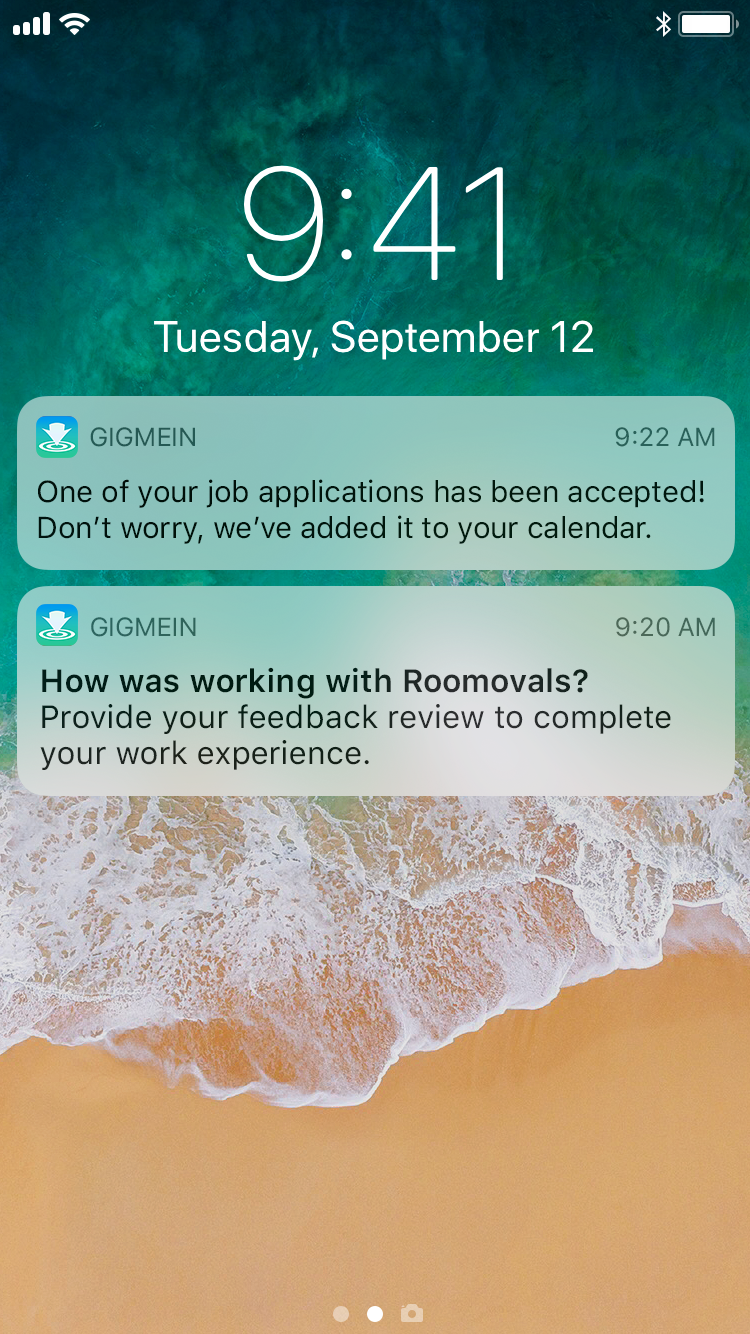 9:41
Tuesday, September 12
GIGMEIN 9:22 AM
One of your job applications has been accepted!
Don’t worry, we’ve added it to your calendar.
GIGMEIN 9:20 AM
How was working with Roomovals?
Provide your feedback review to complete
your work experience.